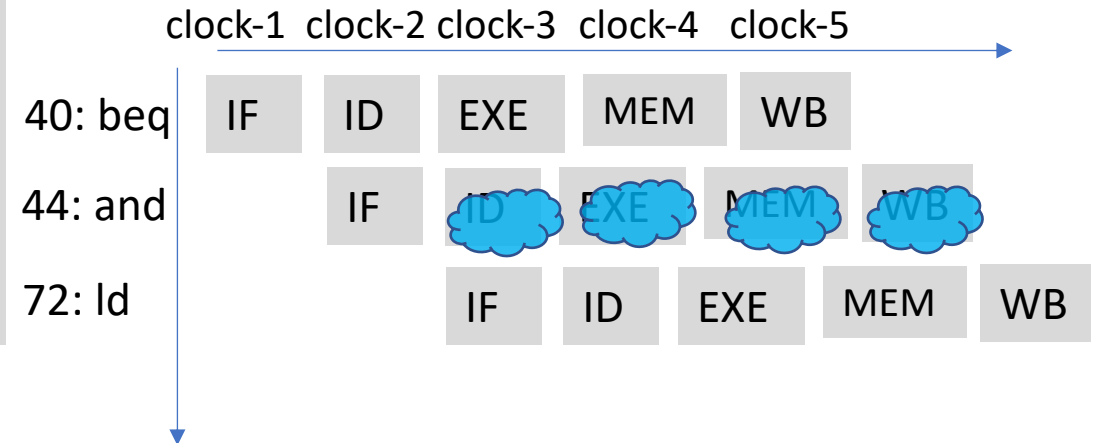 clock-1 clock-2 clock-3 clock-4 clock-5
40: beq IF ID EXE MEM WB
44: and IF ID EXE MEM WB
72: ld IF ID EXE MEM WB